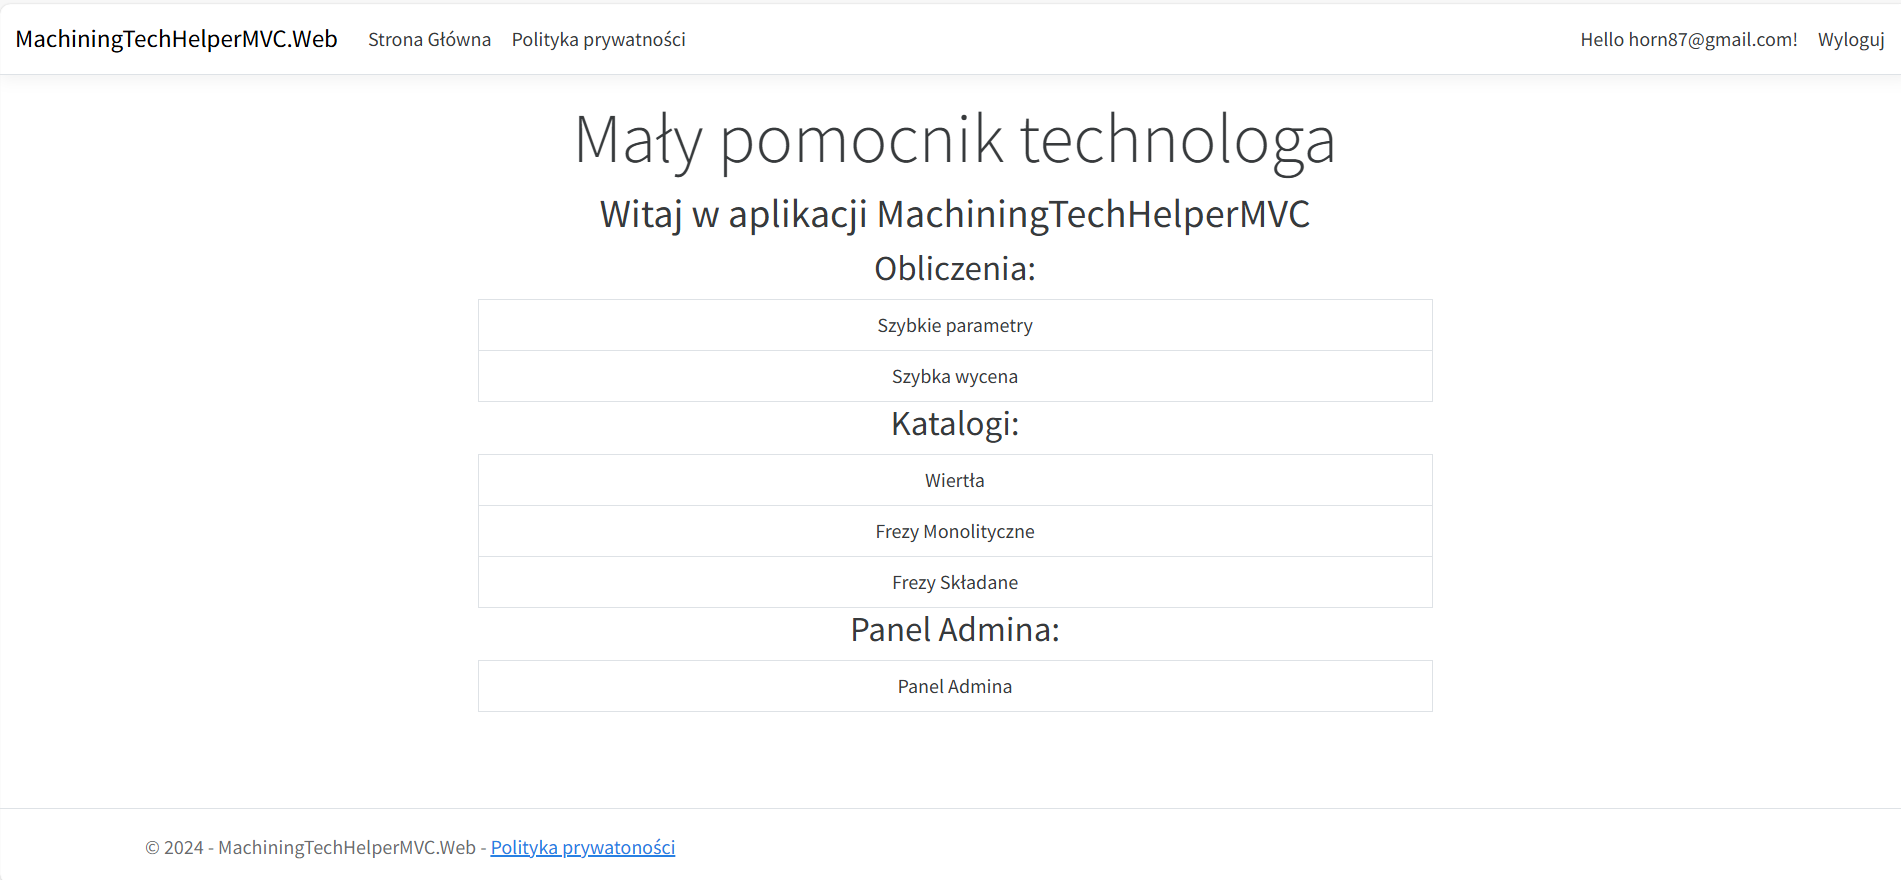 MachiningTechHelperMVC.Web Strona Główna Polityka prywatności Hello horn87@gmail.com! Wyloguj
Mały pomocnik technologa
Witaj w aplikacji MachiningTechHelperMVC
Obliczenia:
Szybkie parametry
Szybka wycena
Katalogi:
Wiertła
Frezy Monolityczne
Frezy Składane
Panel Admina:
Panel Admina
© 2024 - MachiningTechHelperMVC.Web - Polityka prywatoności